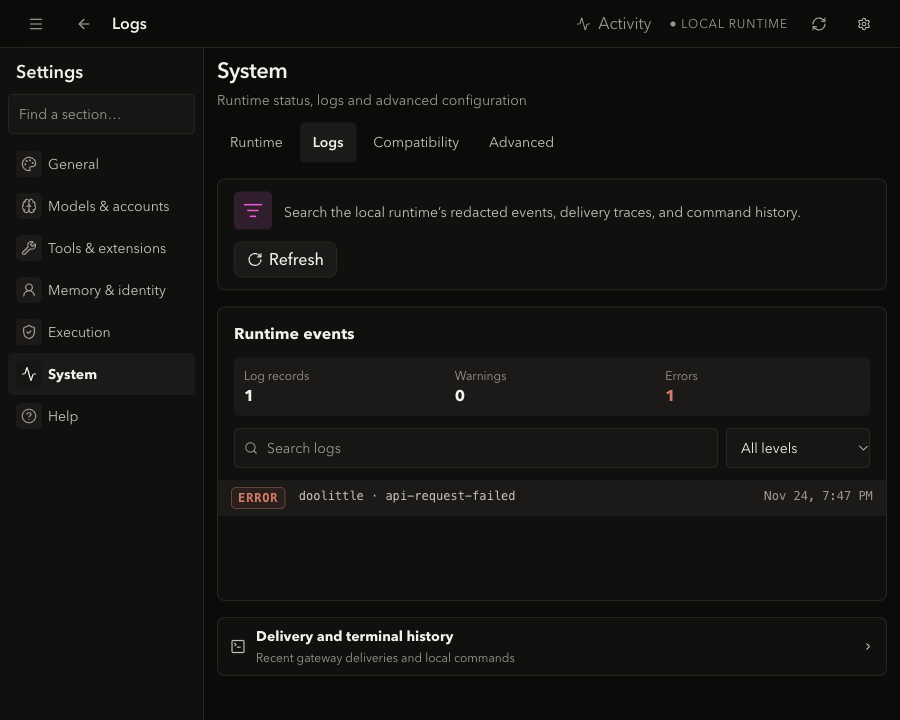 Logs
Activity
LOCAL RUNTIME
Settings
Find a section…
General
Models & accounts
Tools & extensions
Memory & identity
Execution
System
Help
System
Runtime status, logs and advanced configuration
Runtime Logs Compatibility Advanced
Search the local runtime’s redacted events, delivery traces, and command history.
Refresh
Runtime events
Log records Warnings Errors
1 0 1
Search logs All levels
ERROR doolittle · api-request-failed Nov 24, 7:47 PM
Delivery and terminal history
Recent gateway deliveries and local commands